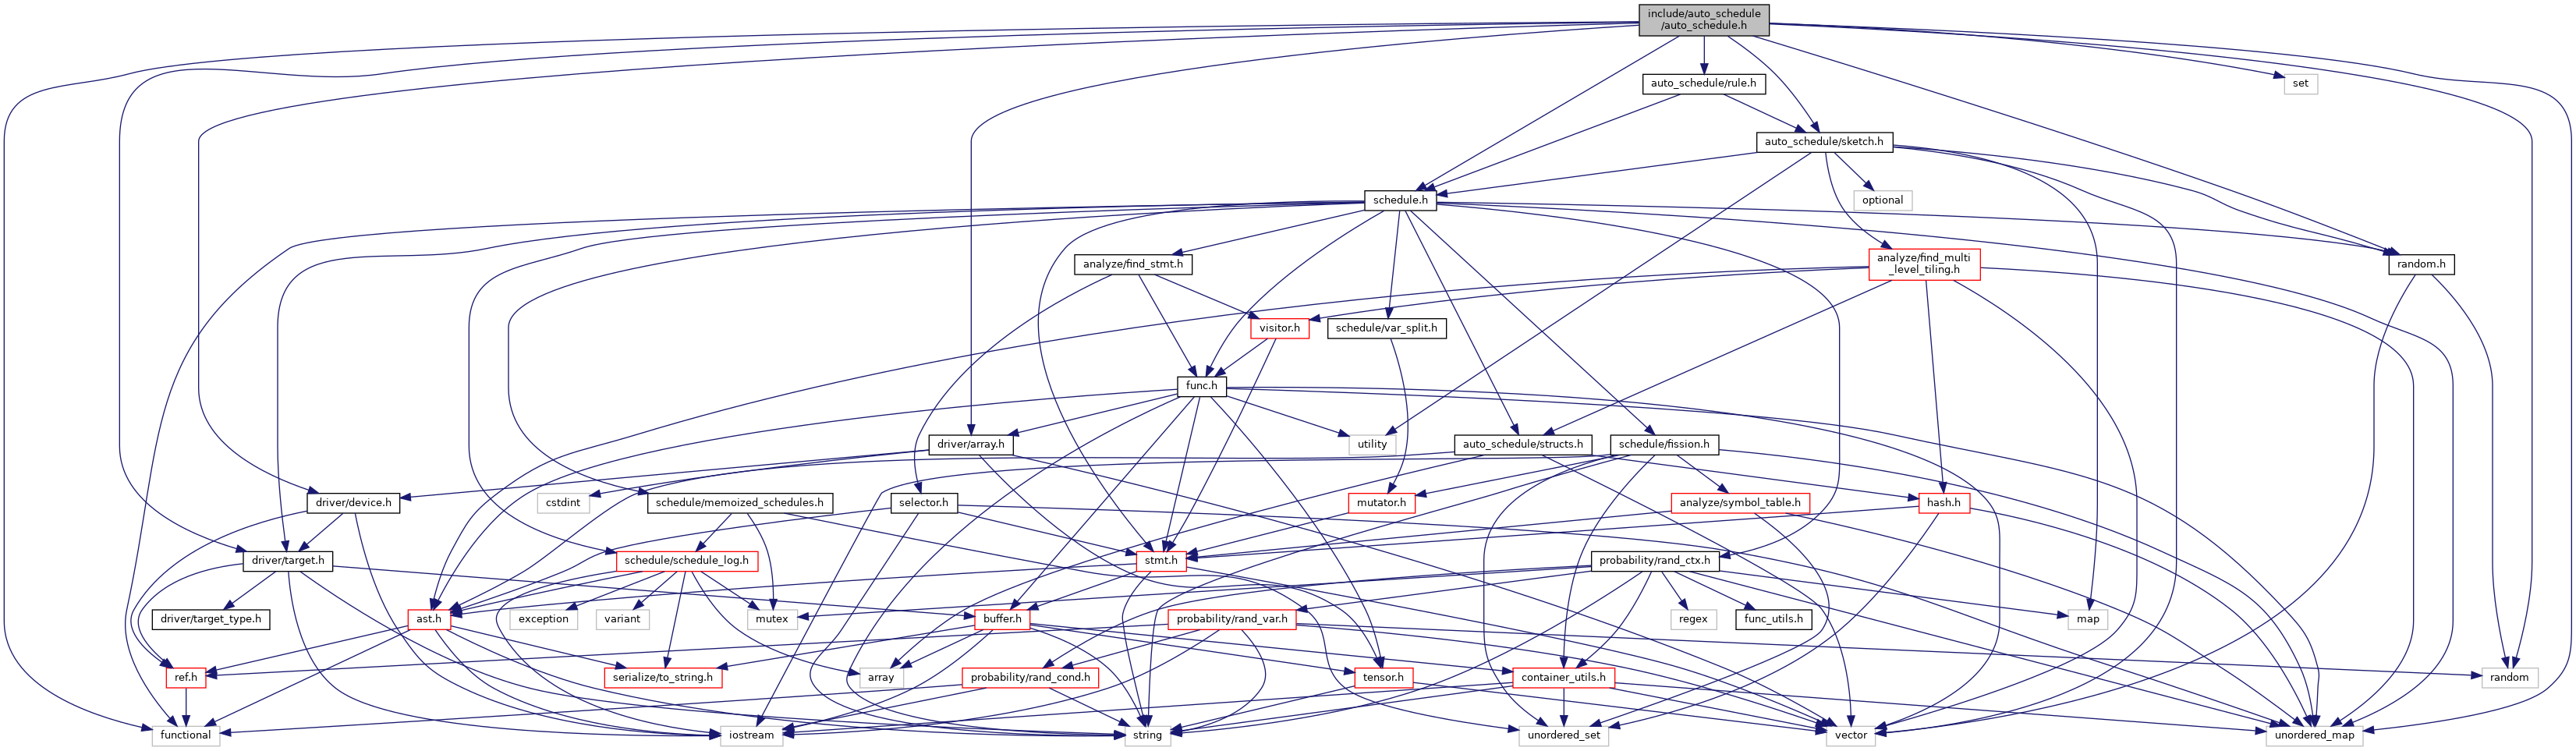 include/auto_schedule
/auto_schedule.h
auto_schedule/rule.h
set
auto_schedule/sketch.h
schedule.h
optional
analyze/find_stmt.h
analyze/find_multi
_level_tiling.h
random.h
visitor.h
schedule/var_split.h
func.h
driver/array.h
utility
auto_schedule/structs.h
schedule/fission.h
driver/device.h
cstdint
schedule/memoized_schedules.h
selector.h
mutator.h
analyze/symbol_table.h
hash.h
driver/target.h
schedule/schedule_log.h
stmt.h
probability/rand_ctx.h
driver/target_type.h
ast.h
exception
variant
mutex
buffer.h
probability/rand_var.h
regex
func_utils.h
map
ref.h
serialize/to_string.h
array
probability/rand_cond.h
tensor.h
container_utils.h
random
functional
iostream
string
unordered_set
vector
unordered_map